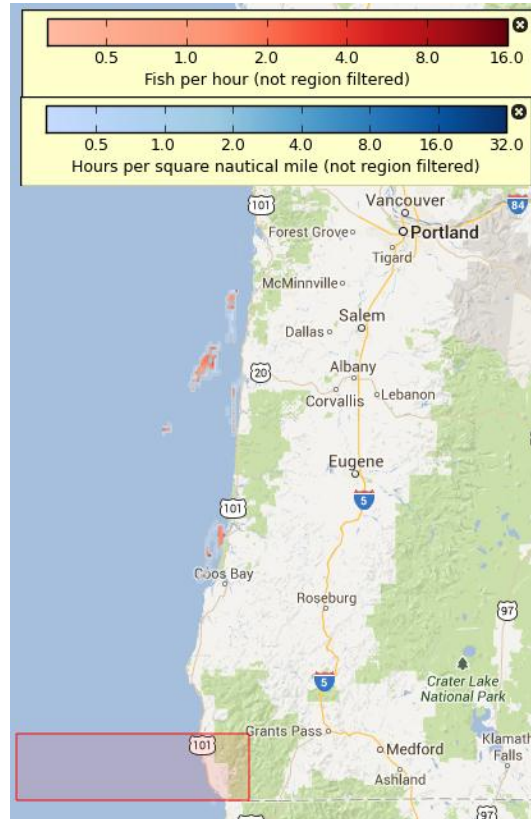 0.5 1.0 2.0 4.0 8.0 16.0
Fish per hour (not region filtered)
0.5 1.0 2.0 4.0 8.0 16.0 32.0
Hours per square nautical mile (not region filtered)
101
Vancouver
84
Forest Grove
Portland
Tigard
McMinnville
Salem
Dallas
Albany
20
Corvallis
Lebanon
Eugene
5
101
Coos Bay
Roseburg
97
5
Crater Lake
National Park
101
Grants Pass
Medford
Klamath
Falls
Ashland
97
101